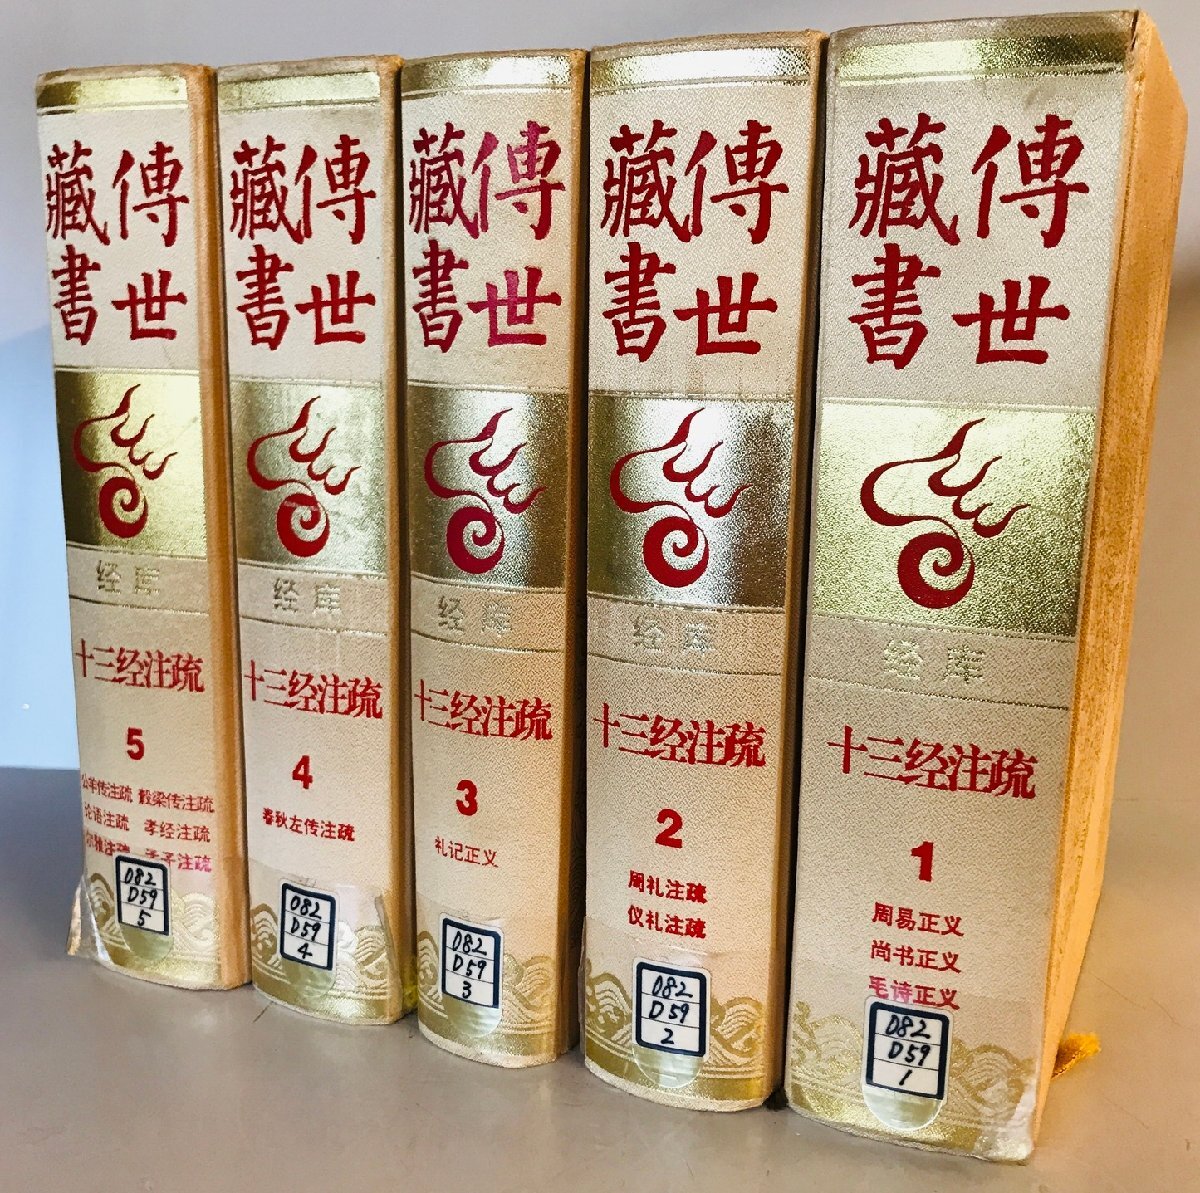 傳世
藏書
经库
十三经注疏
5
公羊传注疏 穀梁传注疏
论语注疏 孝经注疏
尔雅注疏 孟子注疏
082
D59
5
傳世
藏書
经库
十三经注疏
4
春秋左传注疏
082
D59
4
傳世
藏書
经库
十三经注疏
3
礼记正义
082
D59
3
傳世
藏書
经库
十三经注疏
2
周礼注疏
仪礼注疏
082
D59
2
傳世
藏書
经库
十三经注疏
1
周易正义
尚书正义
毛诗正义
082
D59
1